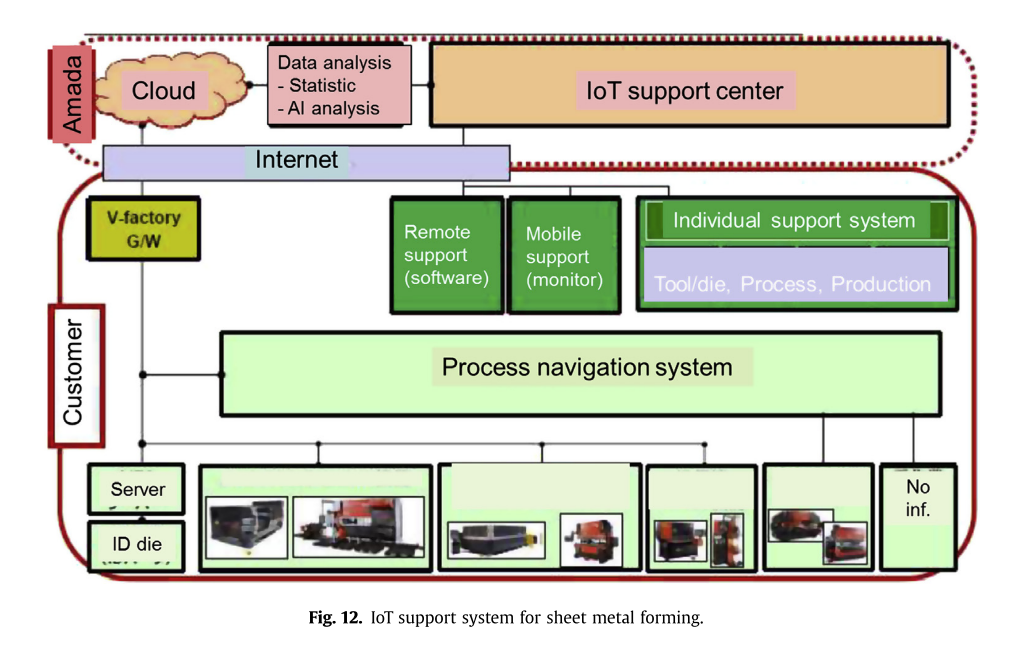 Amada
Cloud
Data analysis
- Statistic
- AI analysis
IoT support center
Internet
V-factory
G/W
Remote
support
(software)
Mobile
support
(monitor)
Individual support system
Tool/die, Process, Production
Customer
Process navigation system
Server
ID die
No
inf.
Fig. 12. IoT support system for sheet metal forming.